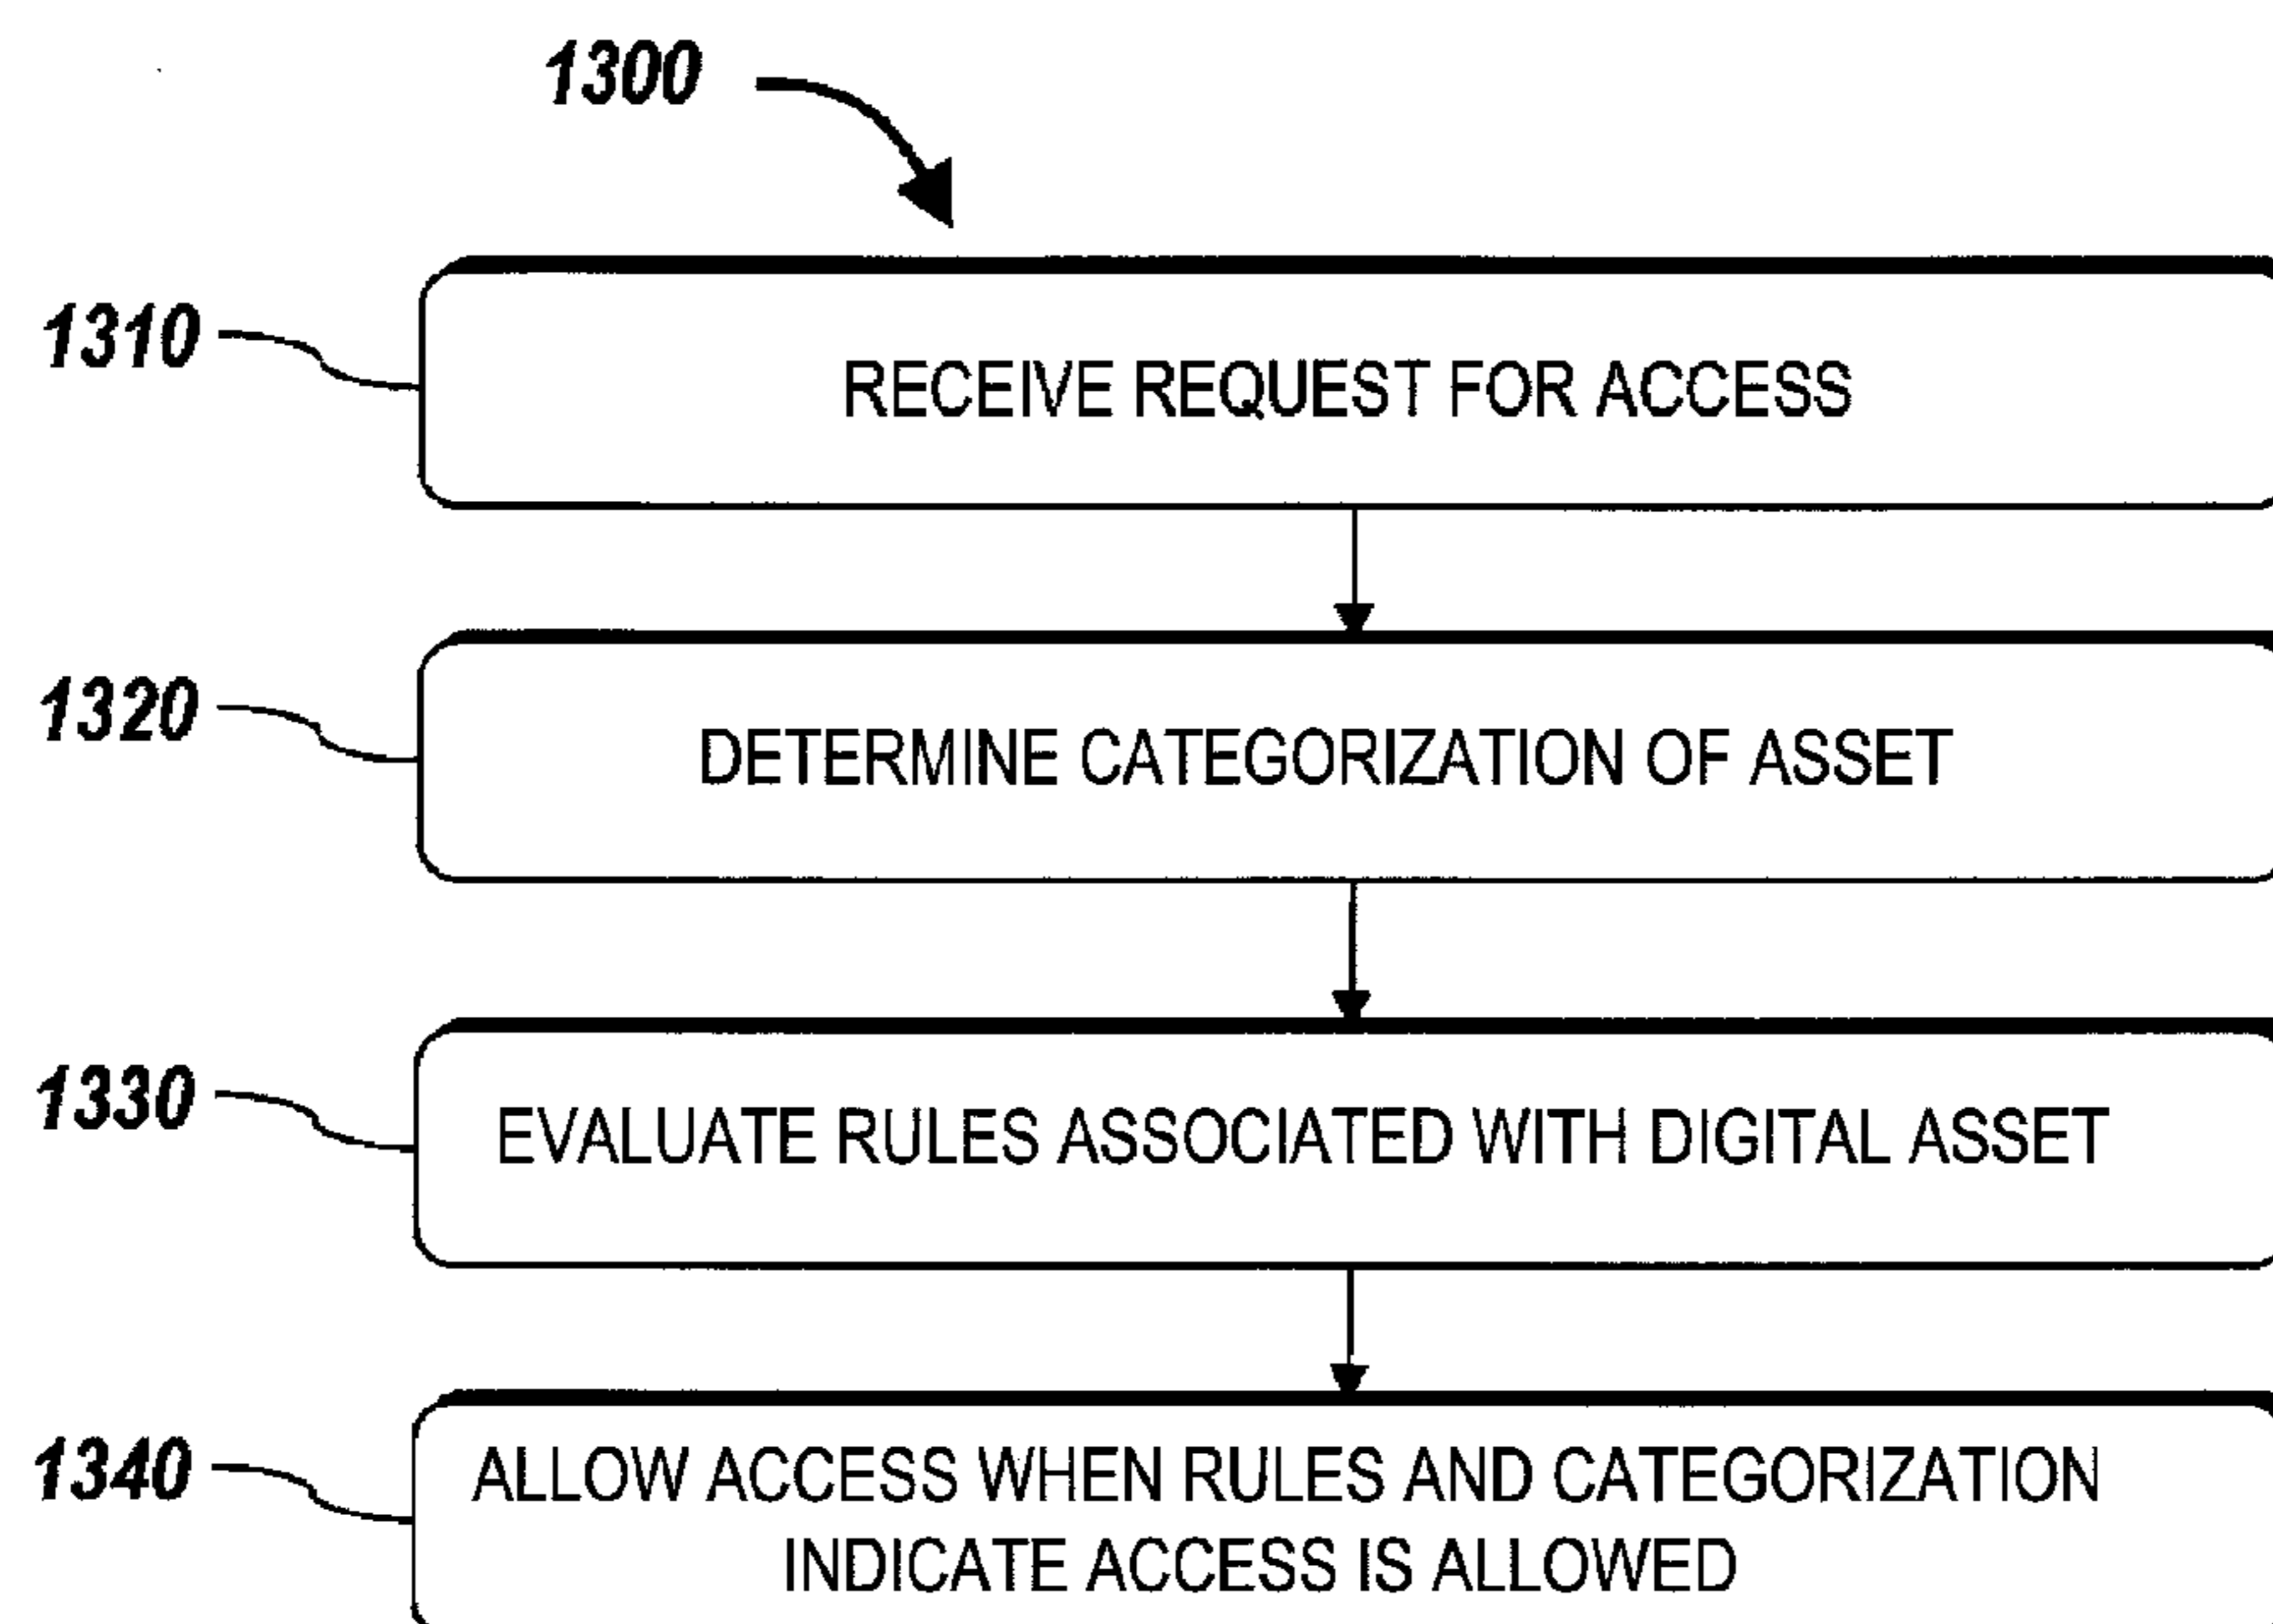 1300
1310
RECEIVE REQUEST FOR ACCESS
1320
DETERMINE CATEGORIZATION OF ASSET
1330
EVALUATE RULES ASSOCIATED WITH DIGITAL ASSET
1340
ALLOW ACCESS WHEN RULES AND CATEGORIZATION
INDICATE ACCESS IS ALLOWED